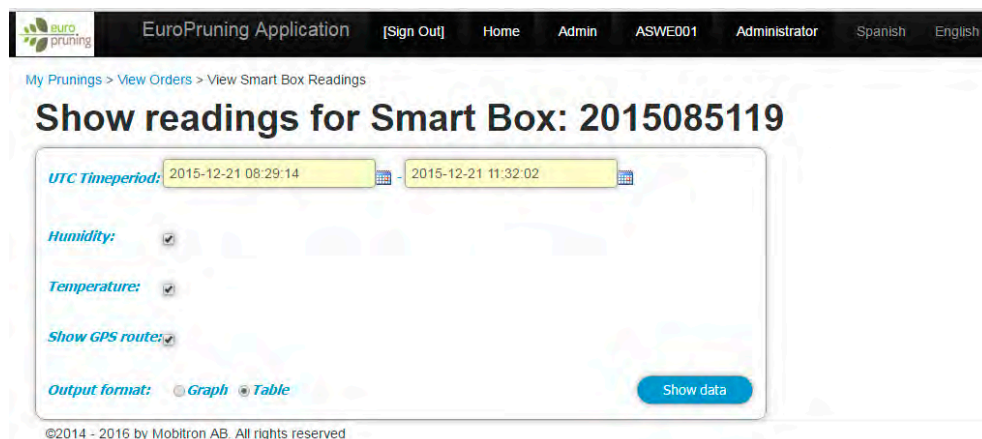 euro
pruning
EuroPruning Application [Sign Out] Home Admin ASWE001 Administrator Spanish English
My Prunings > View Orders > View Smart Box Readings
Show readings for Smart Box: 2015085119
UTC Timeperiod: 2015-12-21 08:29:14 - 2015-12-21 11:32:02
Humidity:
Temperature:
Show GPS route:
Output format: Graph Table
Show data
©2014 - 2016 by Mobitron AB. All rights reserved